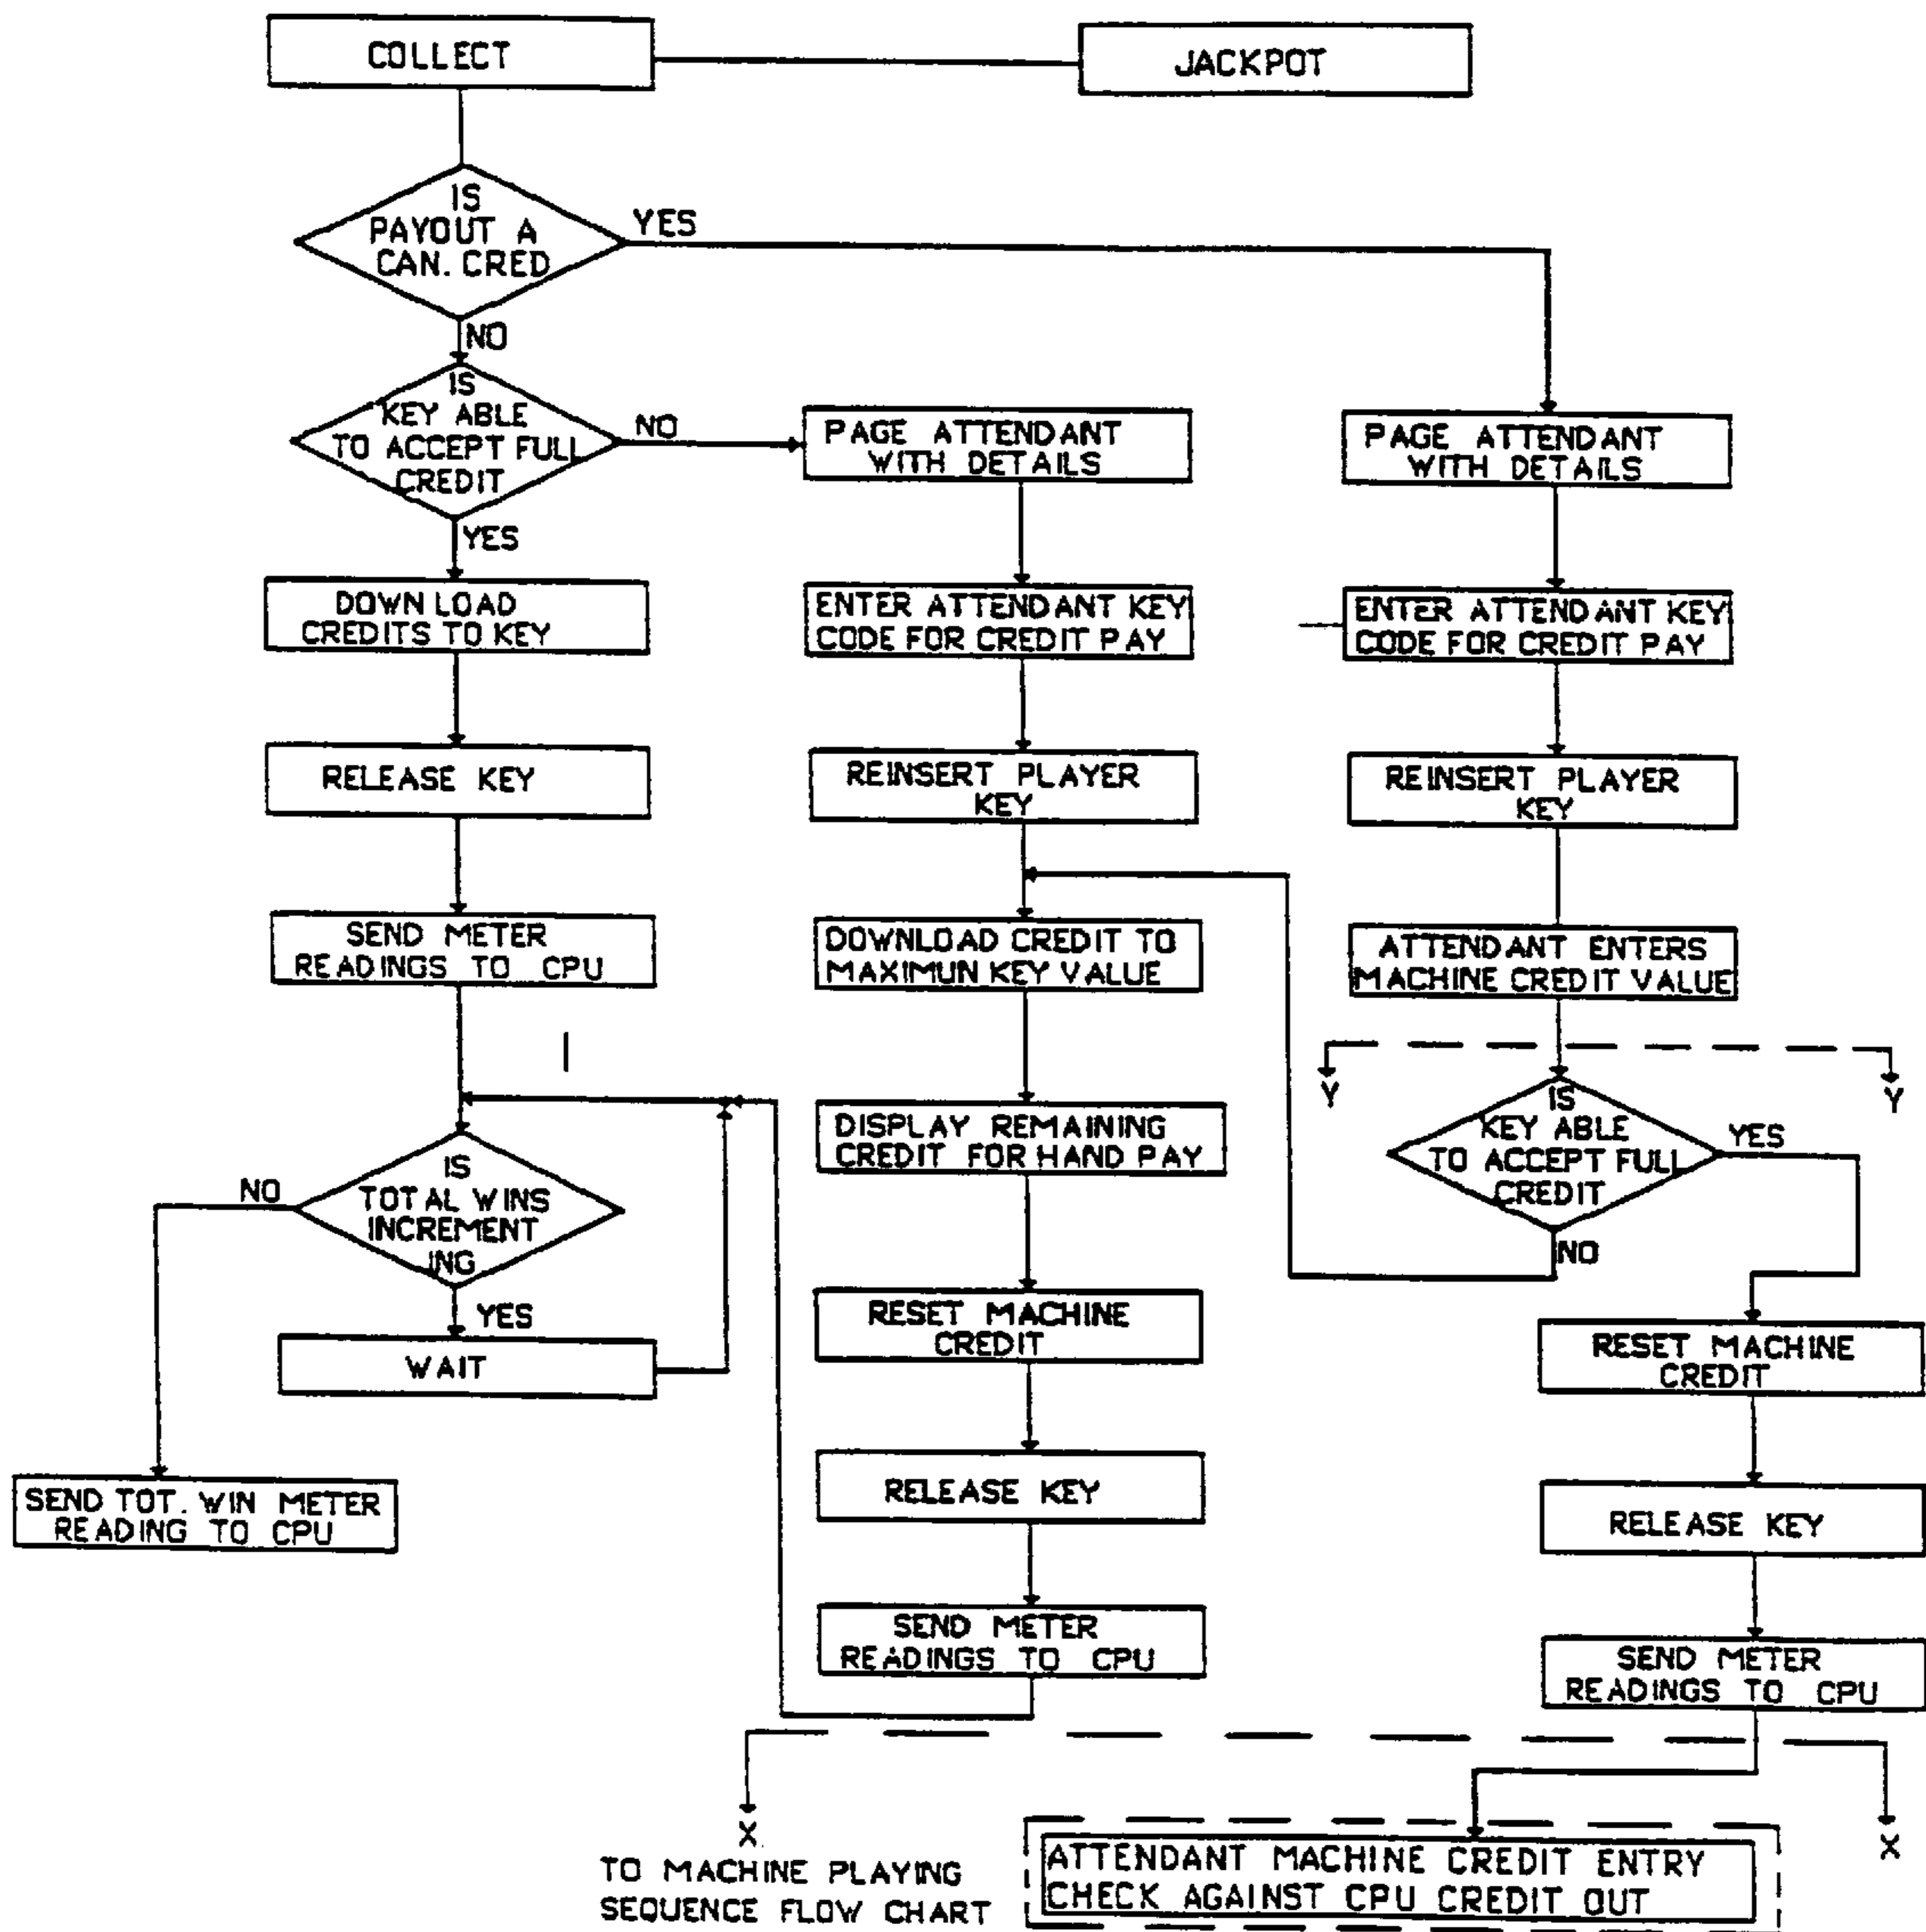 COLLECT
JACKPOT
IS
PAYOUT A
CAN. CRED
YES
NO
IS
KEY ABLE
TO ACCEPT FULL
CREDIT
NO
YES
PAGE ATTENDANT
WITH DETAILS
PAGE ATTENDANT
WITH DETAILS
DOWN LOAD
CREDITS TO KEY
ENTER ATTENDANT KEY
CODE FOR CREDIT PAY
ENTER ATTENDANT KEY
CODE FOR CREDIT PAY
RELEASE KEY
REINSERT PLAYER
KEY
REINSERT PLAYER
KEY
SEND METER
READINGS TO CPU
DOWNLOAD CREDIT TO
MAXIMUN KEY VALUE
ATTENDANT ENTERS
MACHINE CREDIT VALUE
Y
Y
IS
TOTAL WINS
INCREMENT
ING
NO
YES
DISPLAY REMAINING
CREDIT FOR HAND PAY
IS
KEY ABLE
TO ACCEPT FULL
CREDIT
YES
NO
WAIT
RESET MACHINE
CREDIT
RESET MACHINE
CREDIT
SEND TOT. WIN METER
READING TO CPU
RELEASE KEY
RELEASE KEY
SEND METER
READINGS TO CPU
SEND METER
READINGS TO CPU
X
X
TO MACHINE PLAYING
SEQUENCE FLOW CHART
ATTENDANT MACHINE CREDIT ENTRY
CHECK AGAINST CPU CREDIT OUT